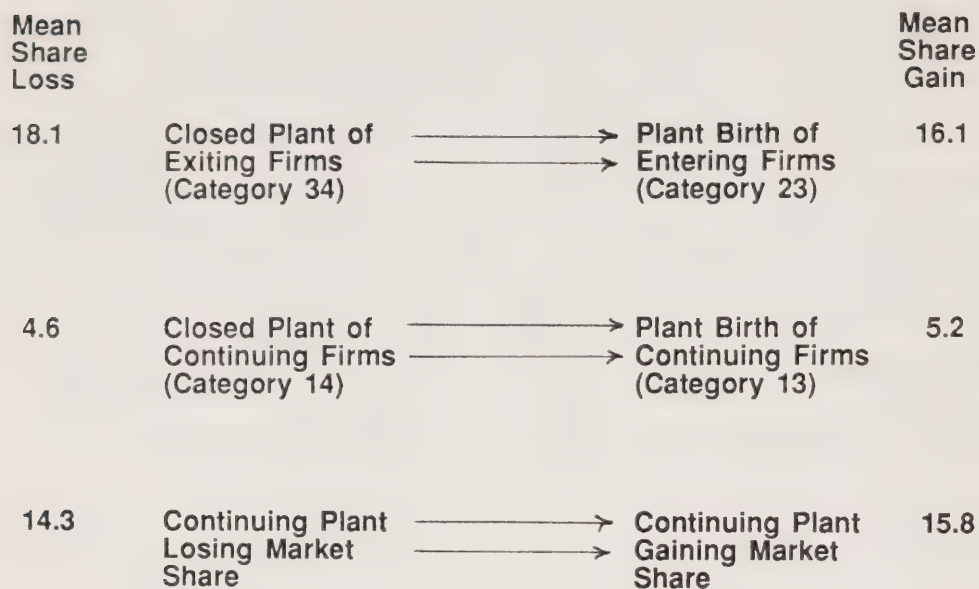 Mean
Share
Loss
Mean
Share
Gain
18.1
Closed Plant of
Exiting Firms
(Category 34)
Plant Birth of
Entering Firms
(Category 23)
16.1
4.6
Closed Plant of
Continuing Firms
(Category 14)
Plant Birth of
Continuing Firms
(Category 13)
5.2
14.3
Continuing Plant
Losing Market
Share
Continuing Plant
Gaining Market
Share
15.8